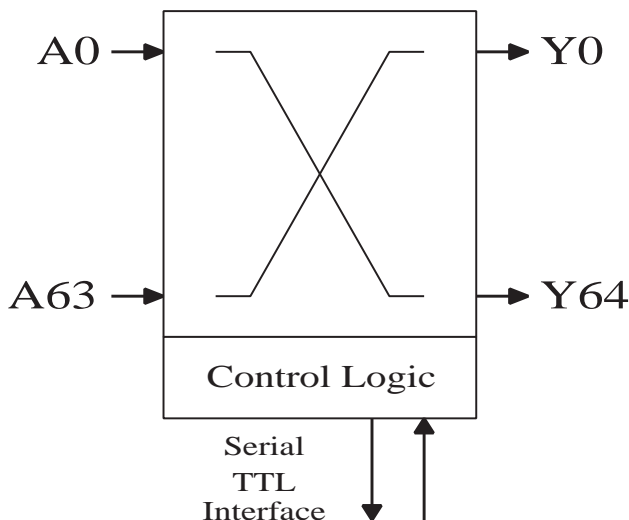 A0
Y0
A63
Y64
Control Logic
Serial
TTL
Interface